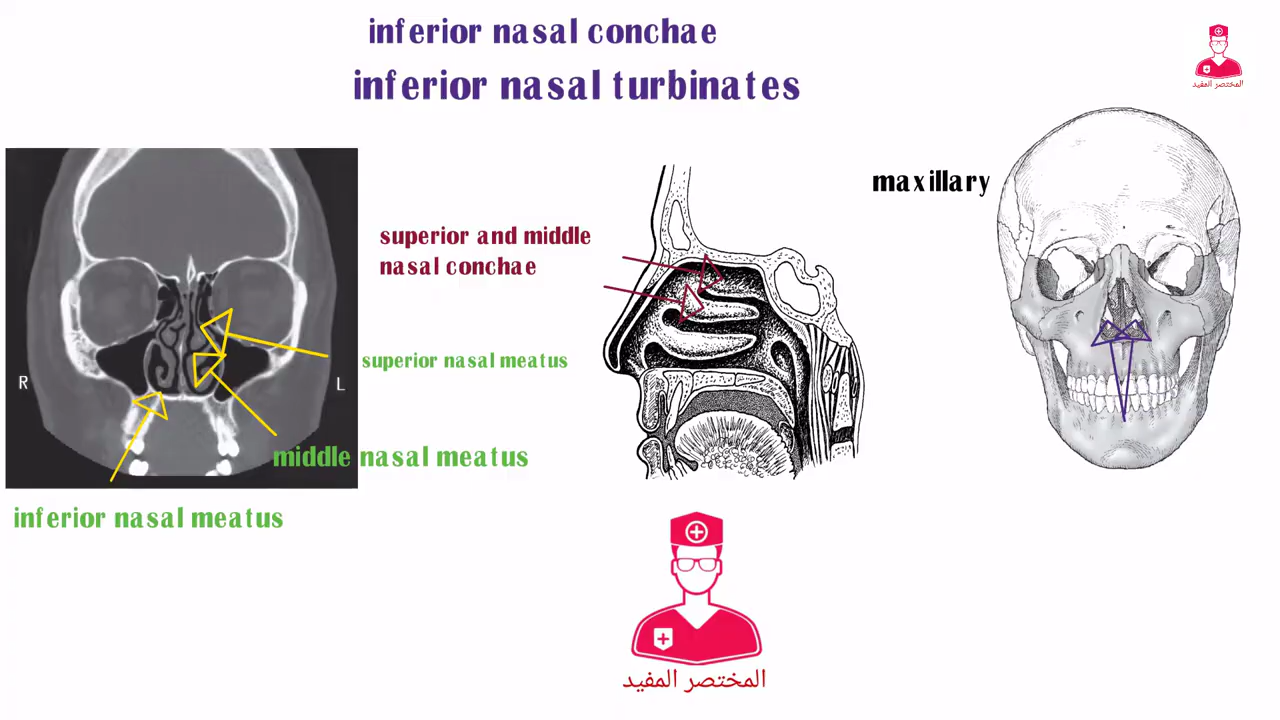 inferior nasal conchae
inferior nasal turbinates
المختصر المفيد
maxillary
superior and middle
nasal conchae
superior nasal meatus
R
L
middle nasal meatus
inferior nasal meatus
المختصر المفيد